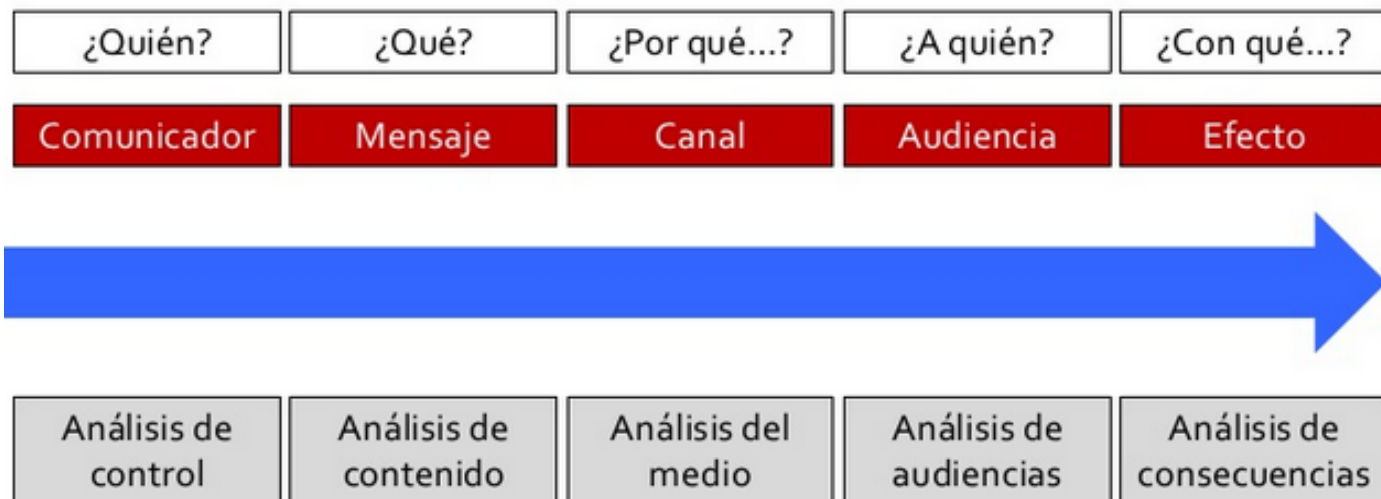 ¿Quién? ¿Qué? ¿Por qué...? ¿A quién? ¿Con qué...?
Comunicador Mensaje Canal Audiencia Efecto
Análisis de Análisis de Análisis del Análisis de Análisis de
control contenido medio audiencias consecuencias